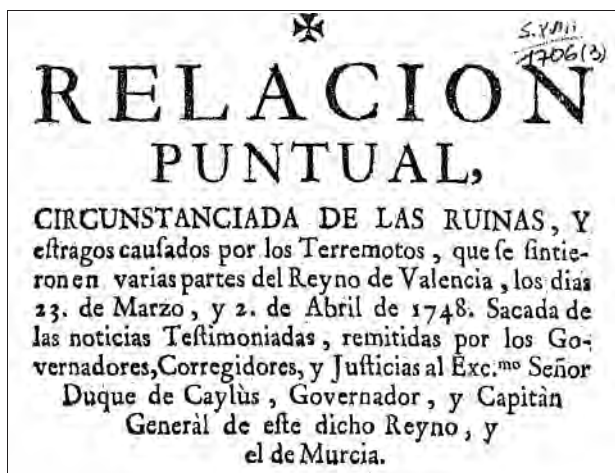 ✠
S. XVIII
1706(3)
RELACION
PUNTUAL,
CIRCUNSTANCIADA DE LAS RUINAS, Y
eſtragos cauſados por los Terremotos, que ſe ſintie-
ron en varias partes del Reyno de Valencia, los dias
23. de Marzo, y 2. de Abril de 1748. Sacada de
las noticias Teſtimoniadas, remitidas por los Go-
vernadores, Corregidores, y Juſticias al Exc.mo Señor
Duque de Caylùs, Governador, y Capitàn
Generàl de eſte dicho Reyno, y
el de Murcia.